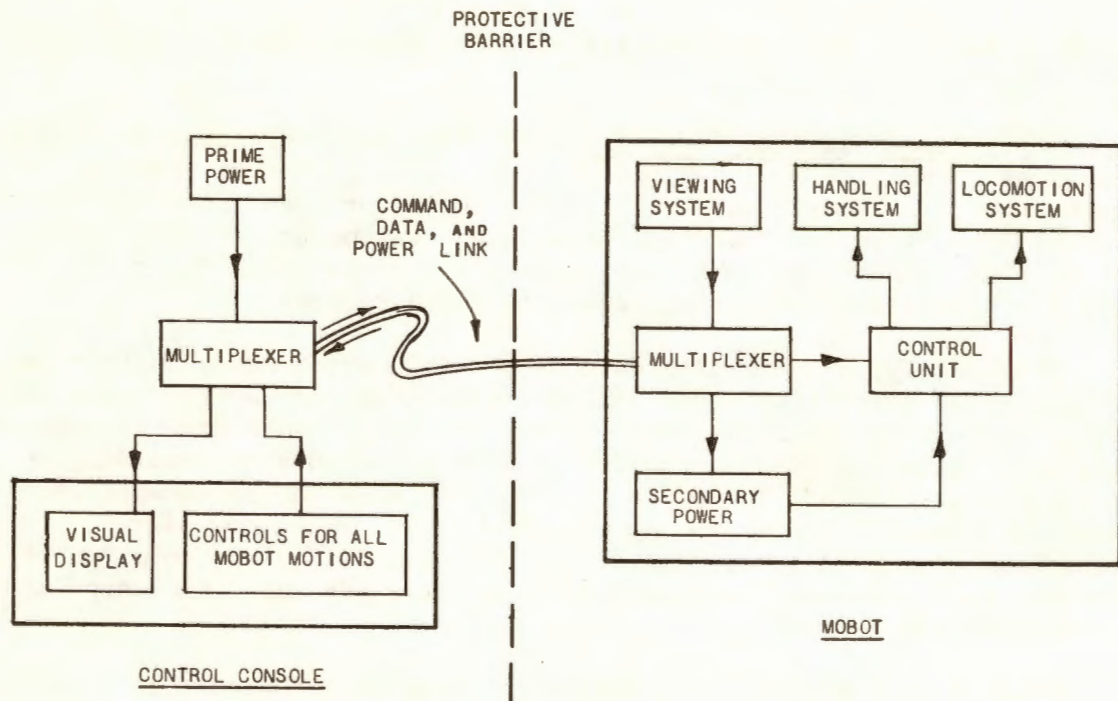 PROTECTIVE
BARRIER
PRIME
POWER
COMMAND,
DATA, AND
POWER LINK
MULTIPLEXER
VISUAL
DISPLAY
CONTROLS FOR ALL
MOBOT MOTIONS
CONTROL CONSOLE
VIEWING
SYSTEM
HANDLING
SYSTEM
LOCOMOTION
SYSTEM
MULTIPLEXER
CONTROL
UNIT
SECONDARY
POWER
MOBOT